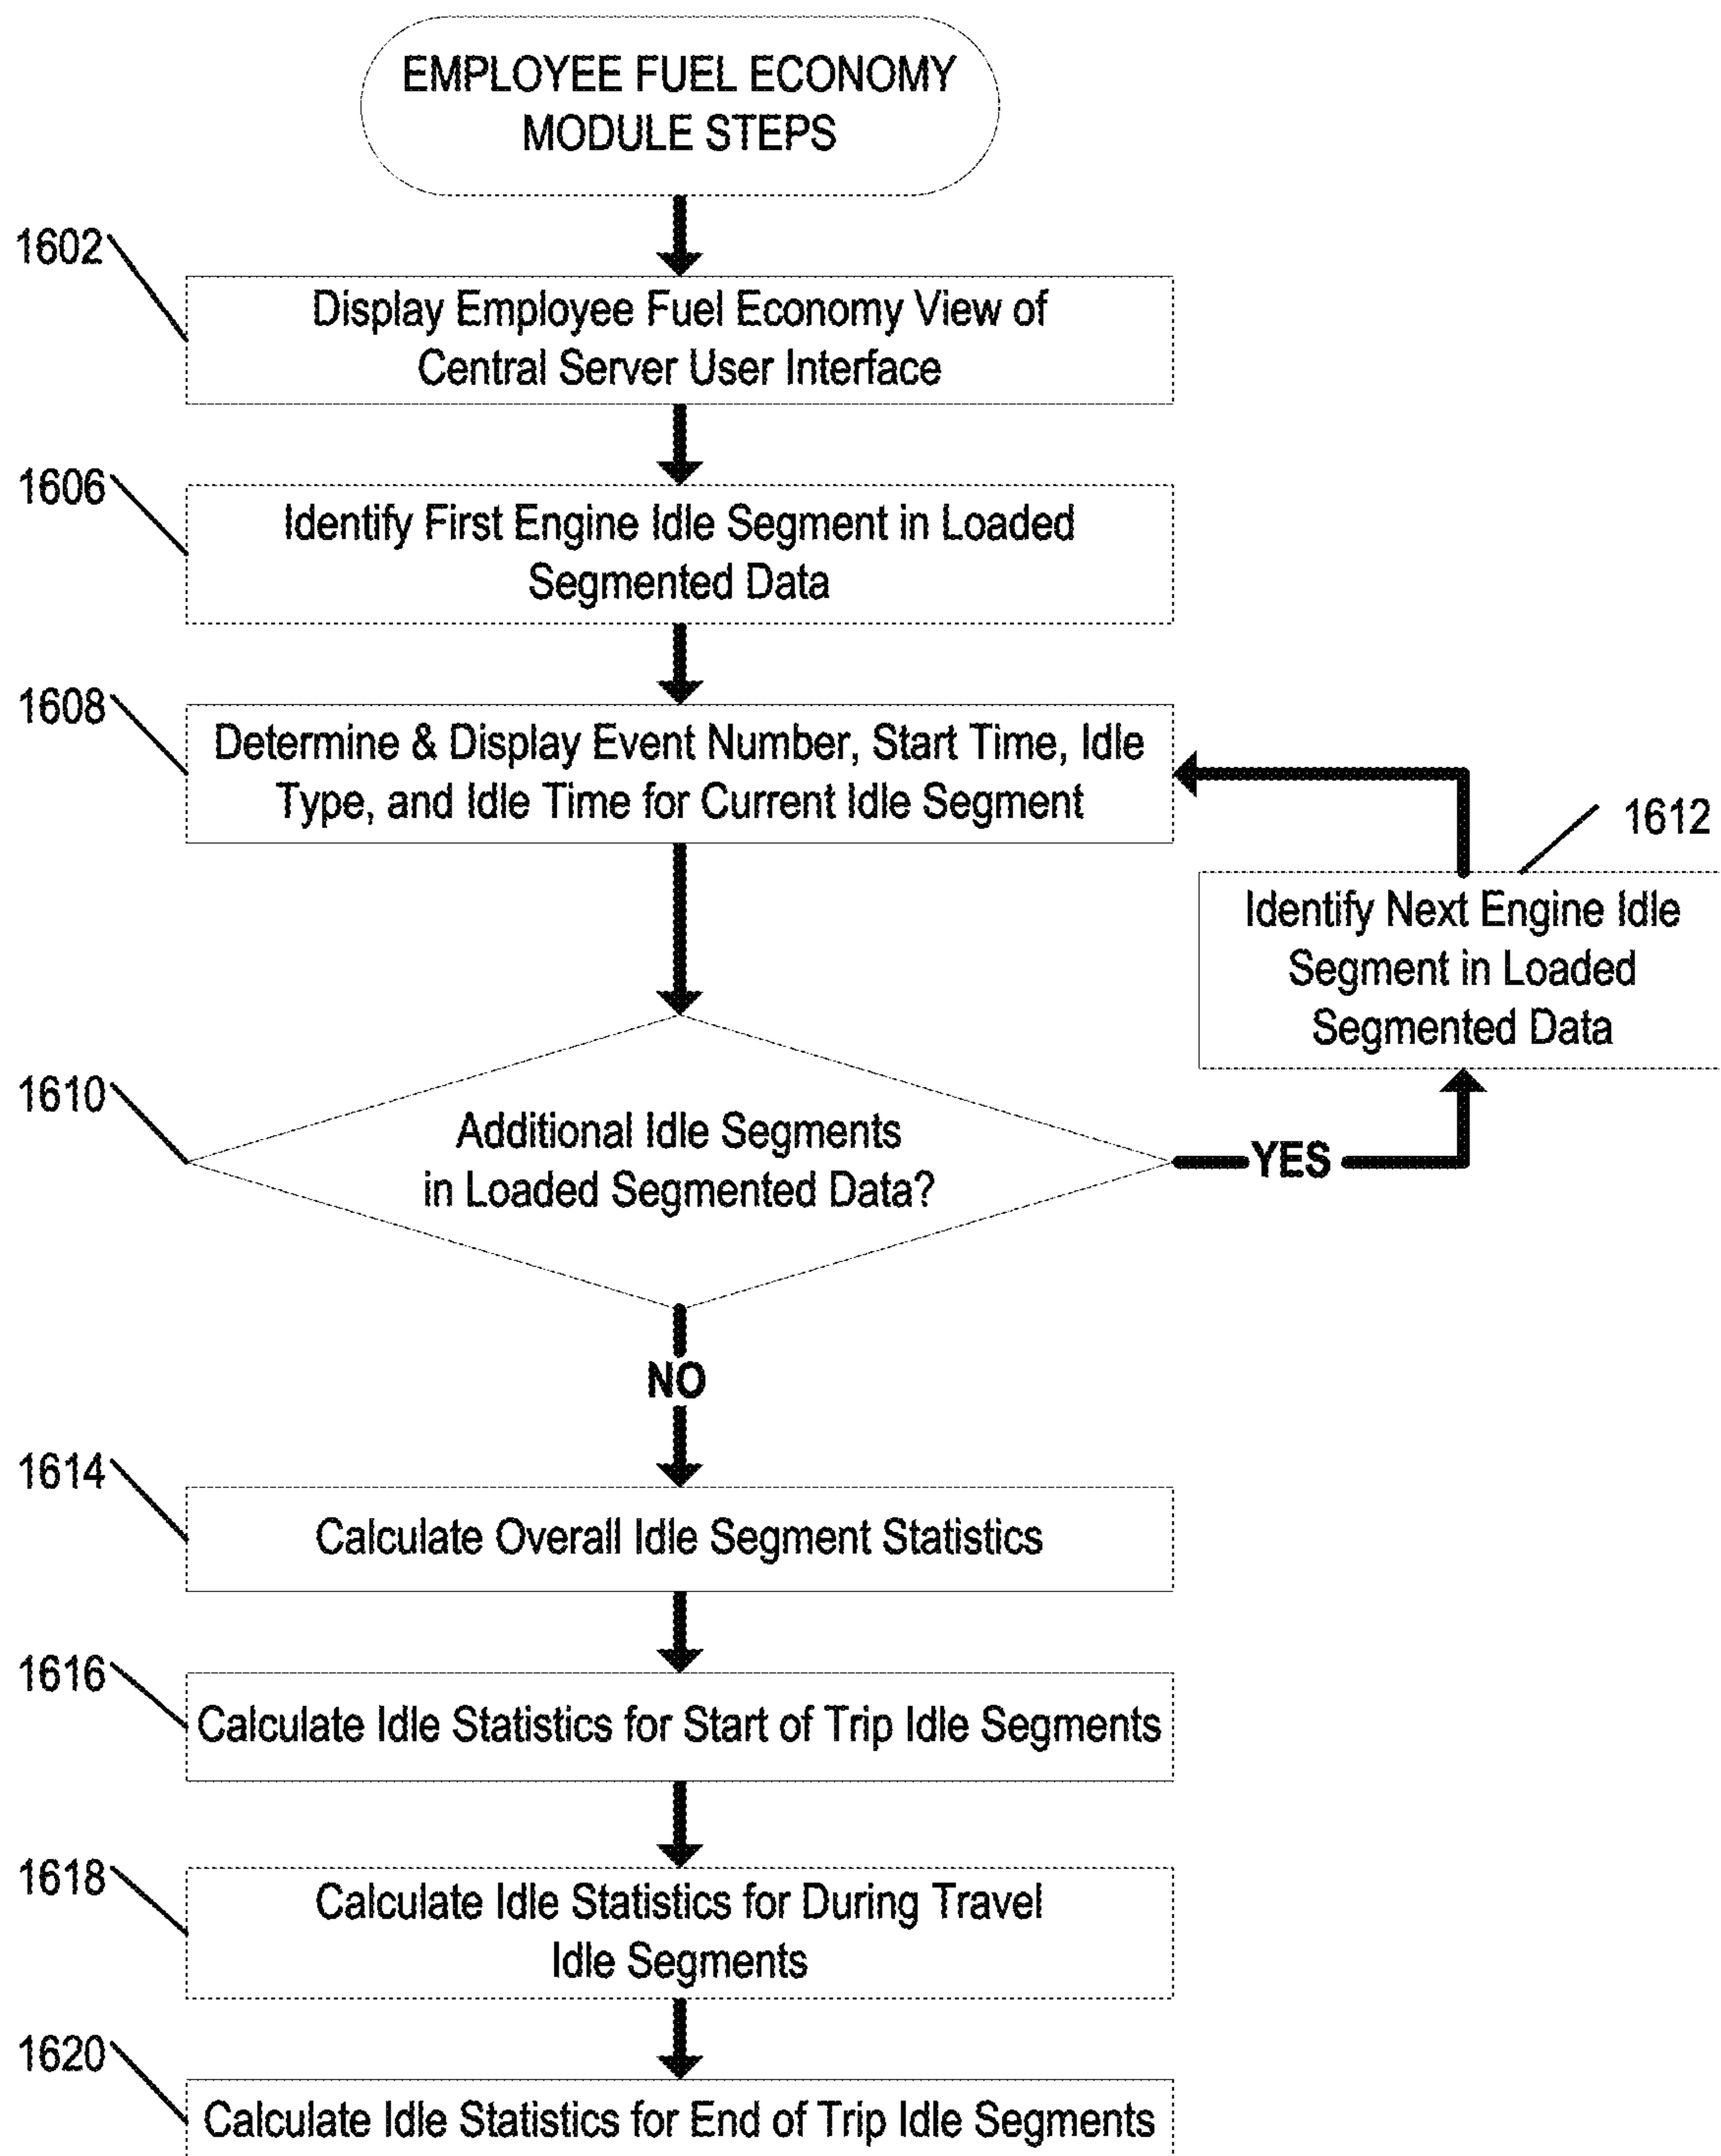 EMPLOYEE FUEL ECONOMY
MODULE STEPS
1602
Display Employee Fuel Economy View of
Central Server User Interface
1606
Identify First Engine Idle Segment in Loaded
Segmented Data
1608
Determine & Display Event Number, Start Time, Idle
Type, and Idle Time for Current Idle Segment
1612
Identify Next Engine Idle
Segment in Loaded
Segmented Data
1610
Additional Idle Segments
in Loaded Segmented Data?
YES
NO
1614
Calculate Overall Idle Segment Statistics
1616
Calculate Idle Statistics for Start of Trip Idle Segments
1618
Calculate Idle Statistics for During Travel
Idle Segments
1620
Calculate Idle Statistics for End of Trip Idle Segments